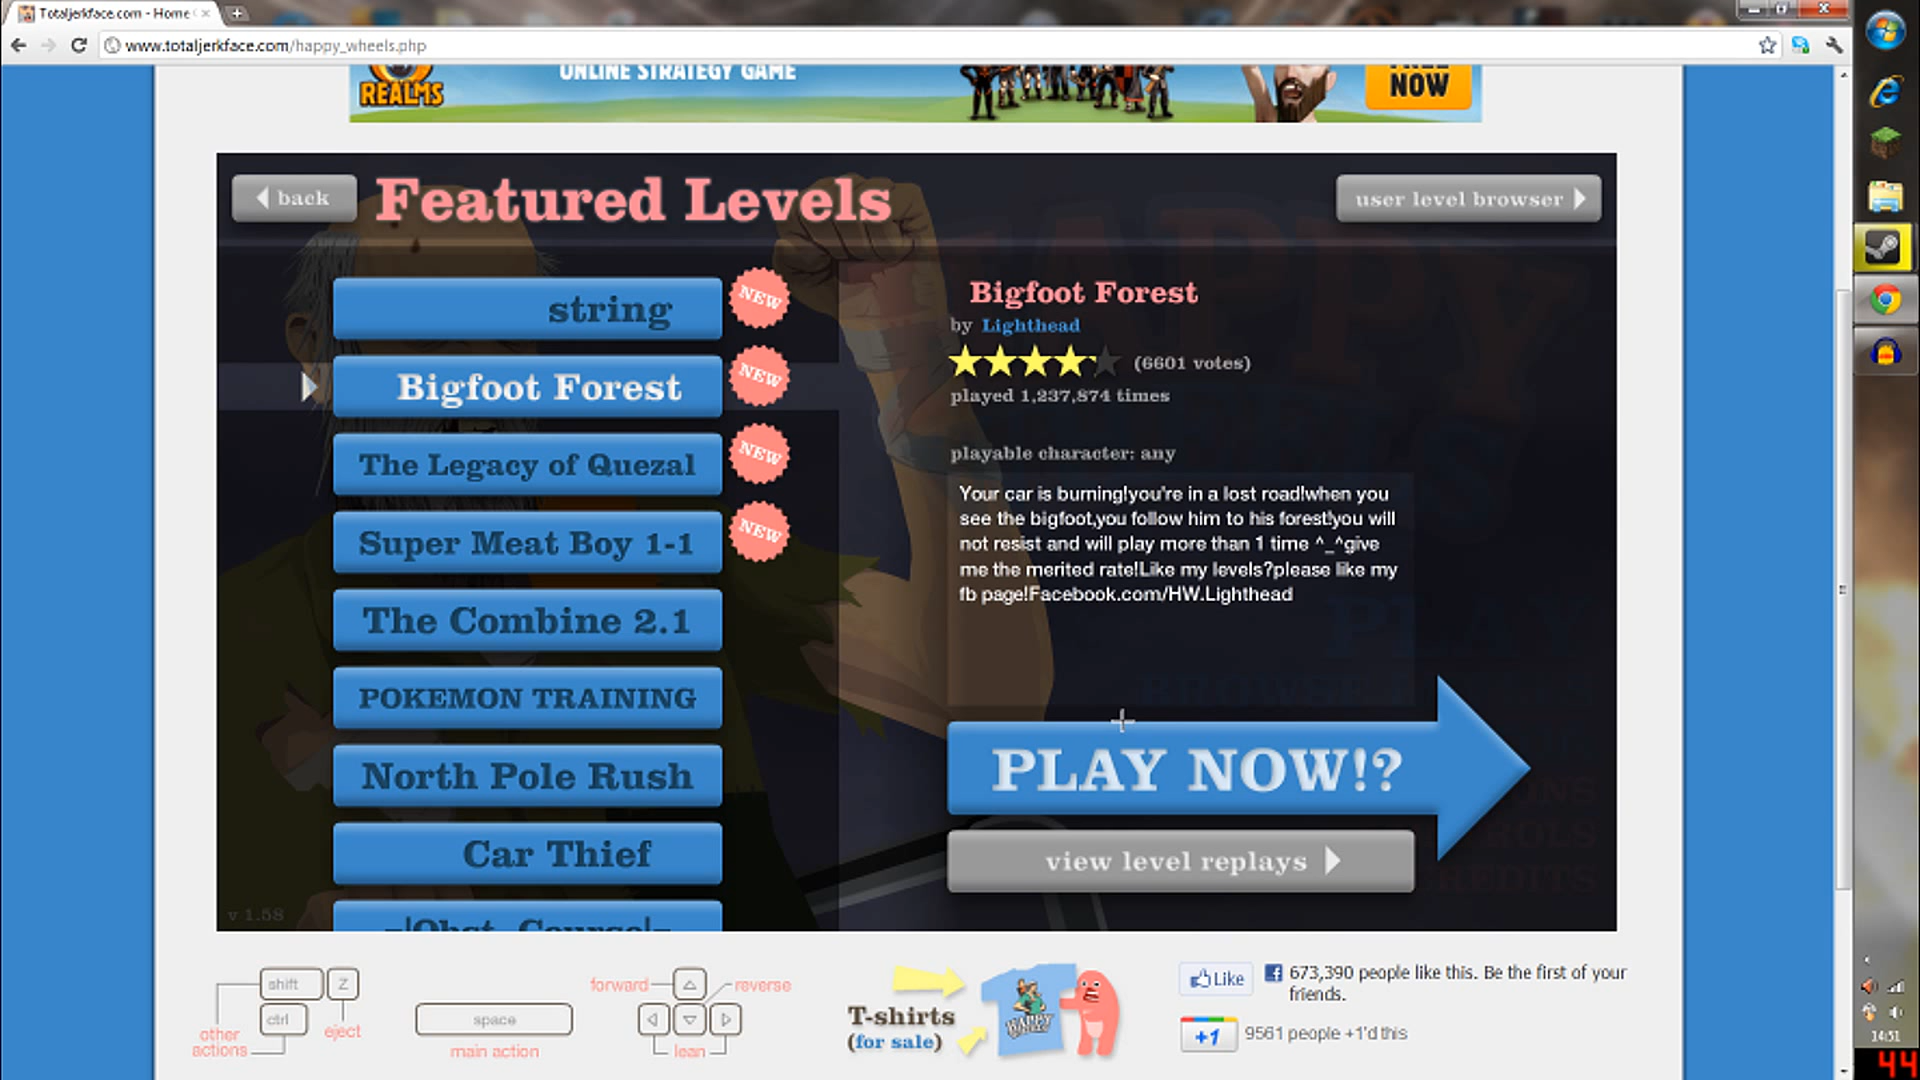 Totaljerkface.com - Home
www.totaljerkface.com/happy_wheels.php
REALMS
ONLINE STRATEGY GAME
NOW
back
Featured Levels
user level browser
string
NEW
Bigfoot Forest
NEW
The Legacy of Quezal
NEW
Super Meat Boy 1-1
NEW
The Combine 2.1
POKEMON TRAINING
North Pole Rush
Car Thief
v 1.58
Bigfoot Forest
by Lighthead
(6601 votes)
played 1,237,874 times
playable character: any
Your car is burning!you're in a lost road!when you
see the bigfoot,you follow him to his forest!you will
not resist and will play more than 1 time ^_^give
me the merited rate!Like my levels?please like my
fb page!Facebook.com/HW.Lighthead
PLAY NOW!?
view level replays
shift
Z
ctrl
other
actions
eject
space
main action
forward
reverse
lean
T-shirts
(for sale)
HAPPY
WHEELS
Like
673,390 people like this. Be the first of your
friends.
+1
9561 people +1'd this
14:51
44